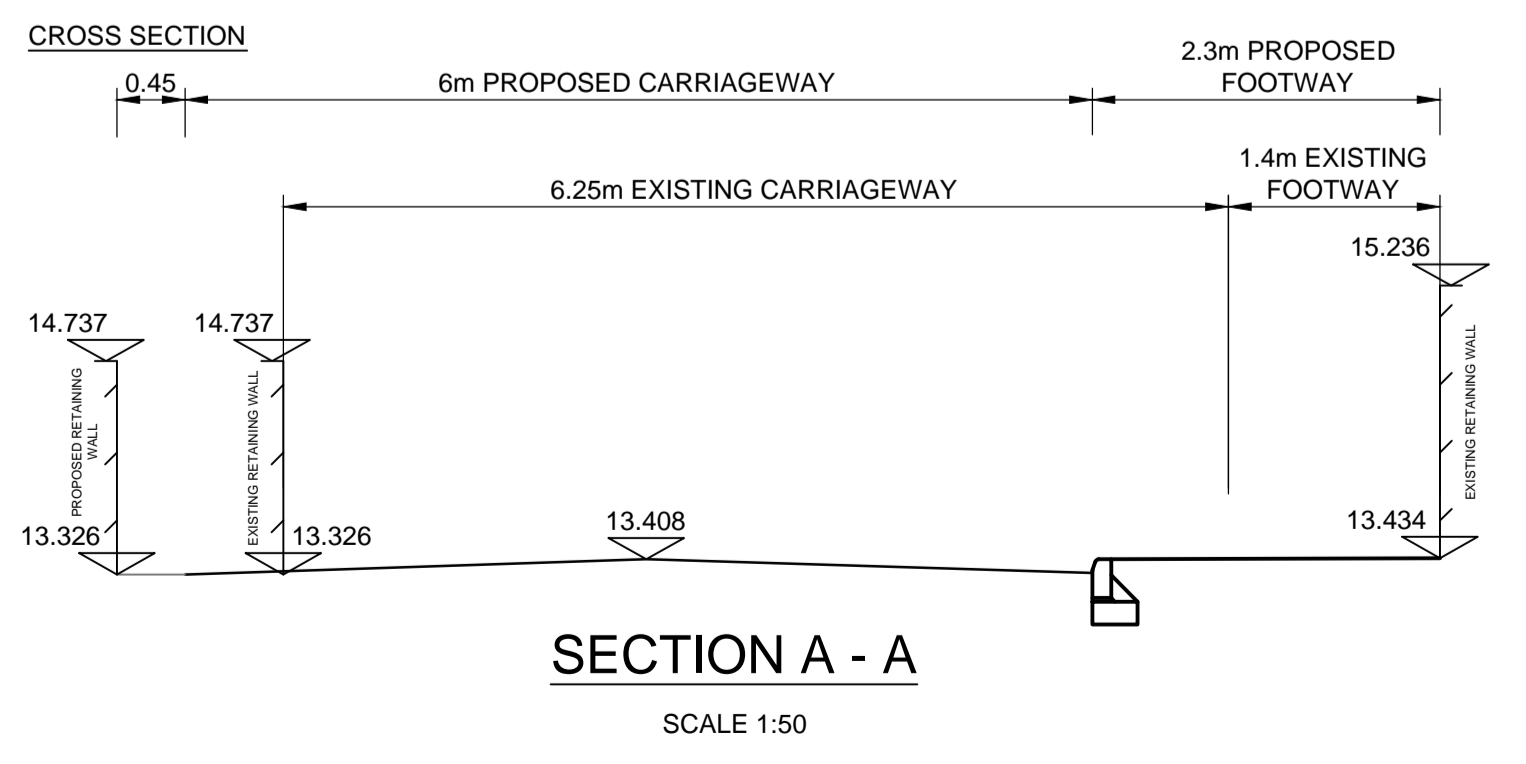 CROSS SECTION
0.45
6m PROPOSED CARRIAGEWAY
2.3m PROPOSED
FOOTWAY
6.25m EXISTING CARRIAGEWAY
1.4m EXISTING
FOOTWAY
15.236
14.737
14.737
PROPOSED RETAINING
WALL
EXISTING RETAINING WALL
EXISTING RETAINING WALL
13.326
13.326
13.408
13.434
SECTION A - A
SCALE 1:50